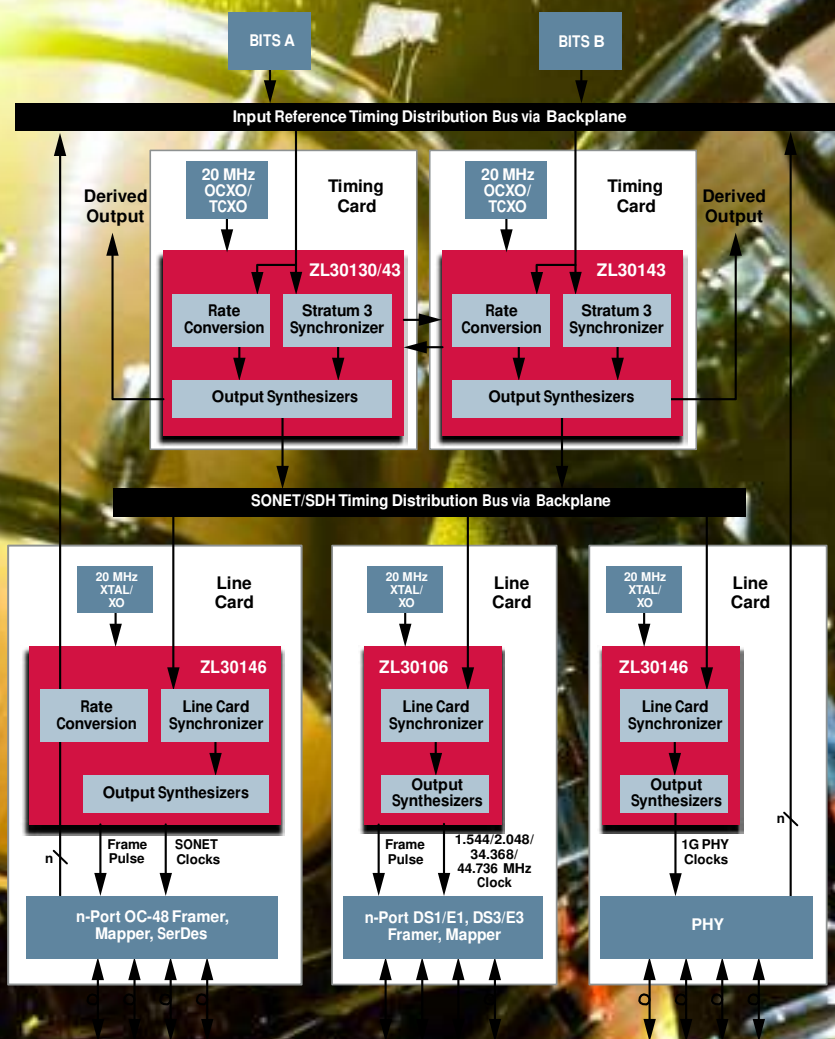 BITS A
BITS B
Input Reference Timing Distribution Bus via Backplane
Derived
Output
20 MHz
OCXO/
TCXO
Timing
Card
ZL30130/43
Rate
Conversion
Stratum 3
Synchronizer
Output Synthesizers
20 MHz
OCXO/
TCXO
Timing
Card
ZL30143
Rate
Conversion
Stratum 3
Synchronizer
Output Synthesizers
Derived
Output
SONET/SDH Timing Distribution Bus via Backplane
20 MHz
XTAL/
XO
Line
Card
ZL30146
Rate
Conversion
Line Card
Synchronizer
Output Synthesizers
n
Frame
Pulse
SONET
Clocks
n-Port OC-48 Framer,
Mapper, SerDes
20 MHz
XTAL/
XO
Line
Card
ZL30106
Line Card
Synchronizer
Output
Synthesizers
Frame
Pulse
1.544/2.048/
34.368/
44.736 MHz
Clock
n-Port DS1/E1, DS3/E3
Framer, Mapper
20 MHz
XTAL/
XO
Line
Card
ZL30146
Line Card
Synchronizer
Output
Synthesizers
1G PHY
Clocks
n
PHY